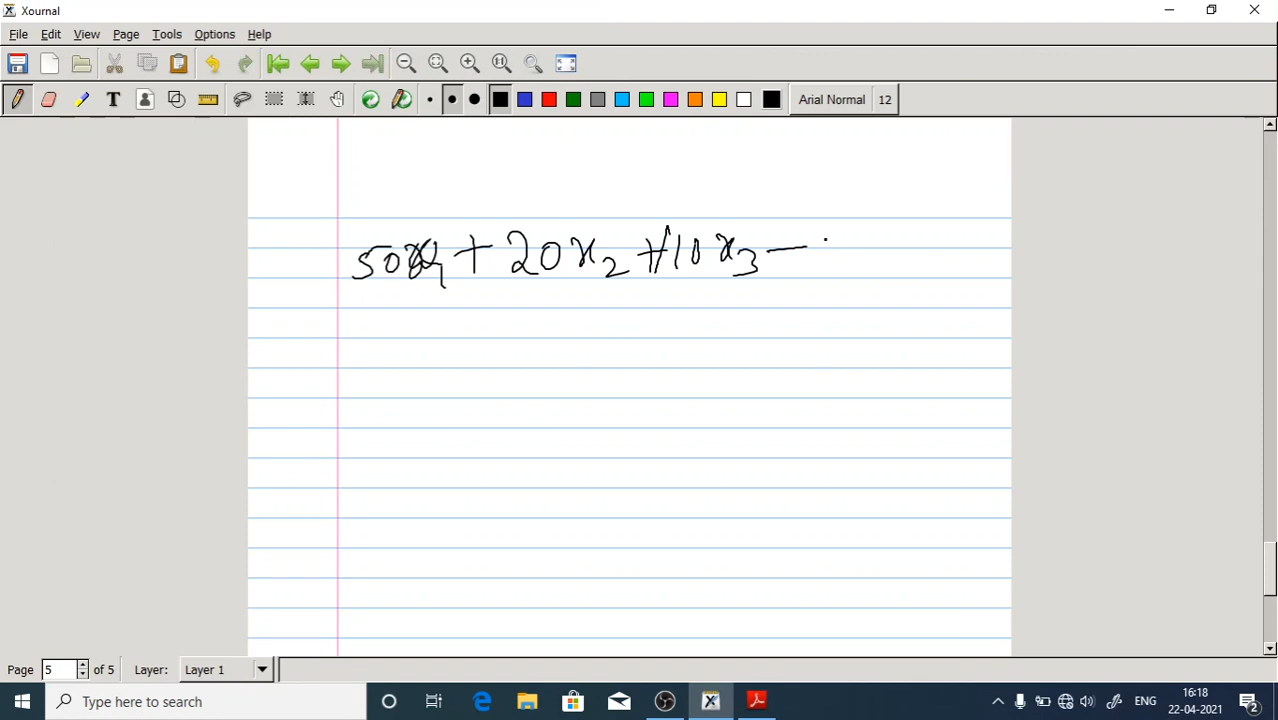 Xournal
File Edit View Page Tools Options Help
Arial Normal 12
50x₁ + 20x₂ + 10x₃ −
Page 5 of 5 Layer: Layer 1
Type here to search
ENG
16:18
22-04-2021
2